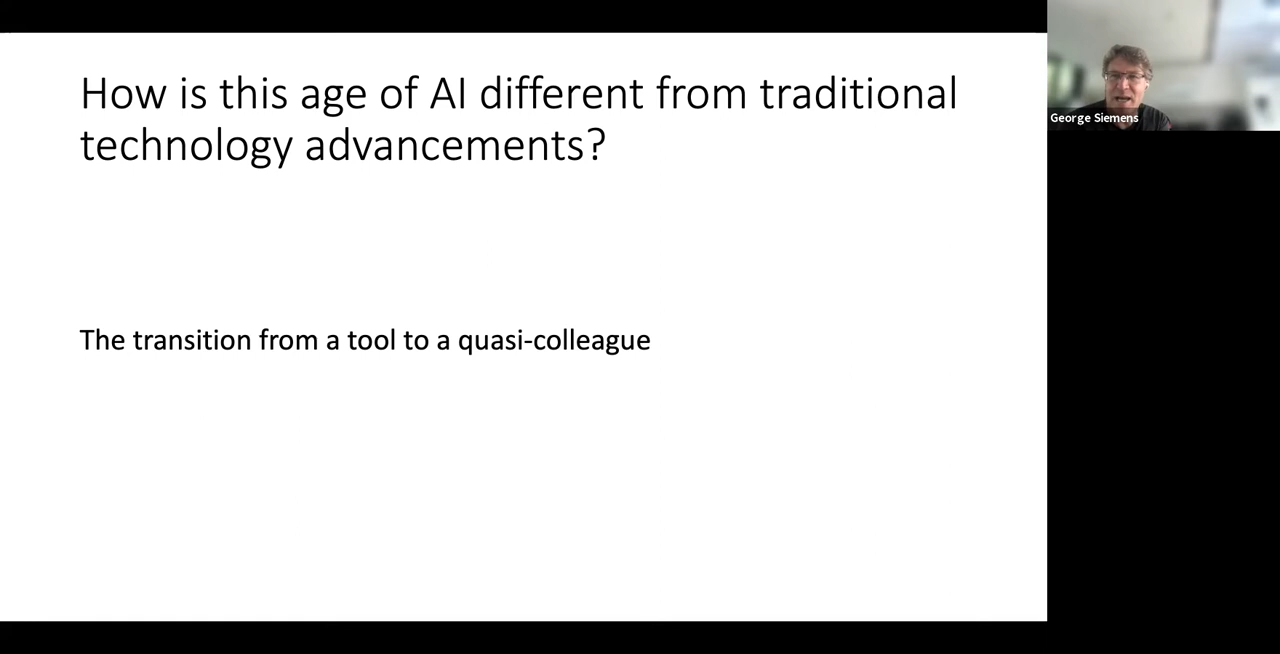 How is this age of AI different from traditional
technology advancements?
The transition from a tool to a quasi-colleague
George Siemens